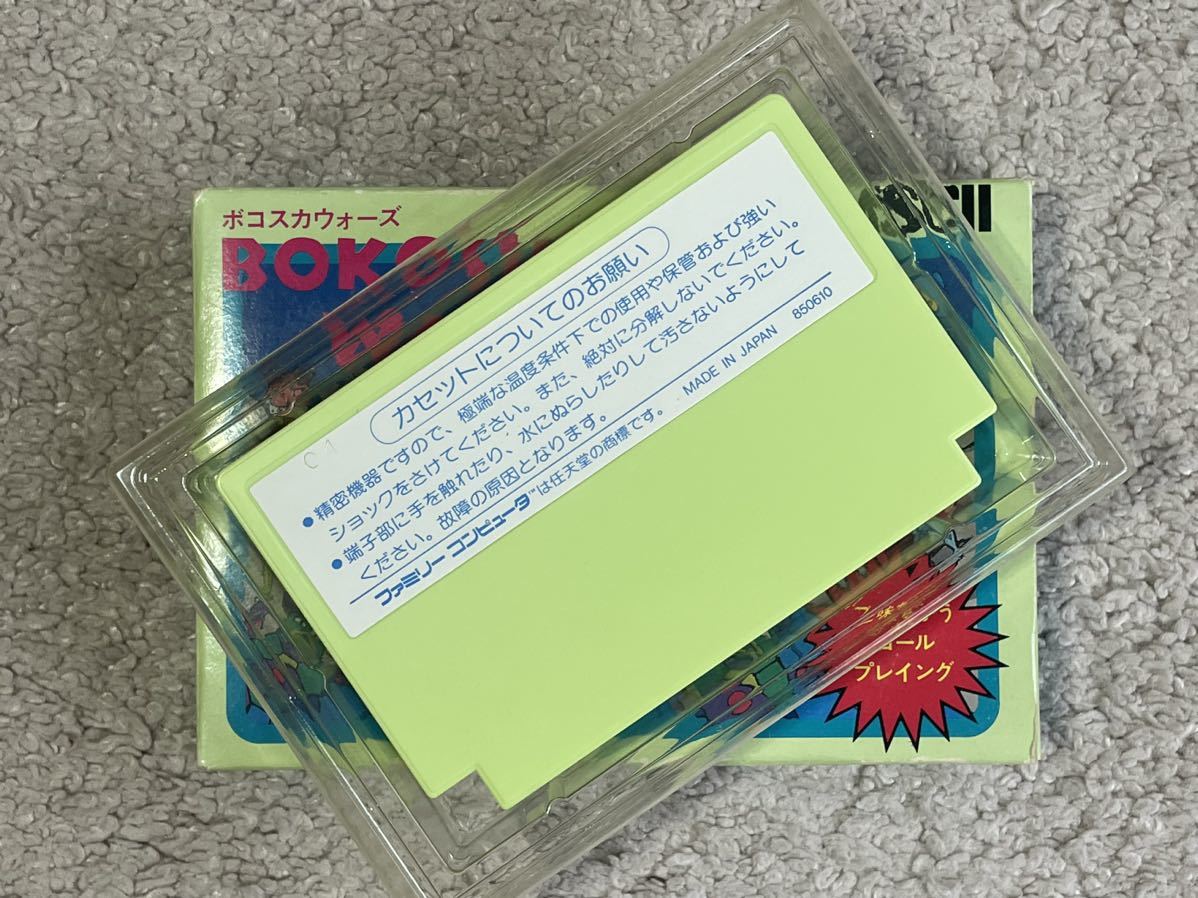 ボコスカウォーズ
カセットについてのお願い
●精密機器ですので、極端な温度条件下での使用や保管および強い
ショックをさけてください。また、絶対に分解しないでください。
●端子部に手を触れたり、水にぬらしたりして汚さないようにして
ください。故障の原因となります。
ファミリーコンピュータ™は任天堂の商標です。 MADE IN JAPAN 850610
プレイング